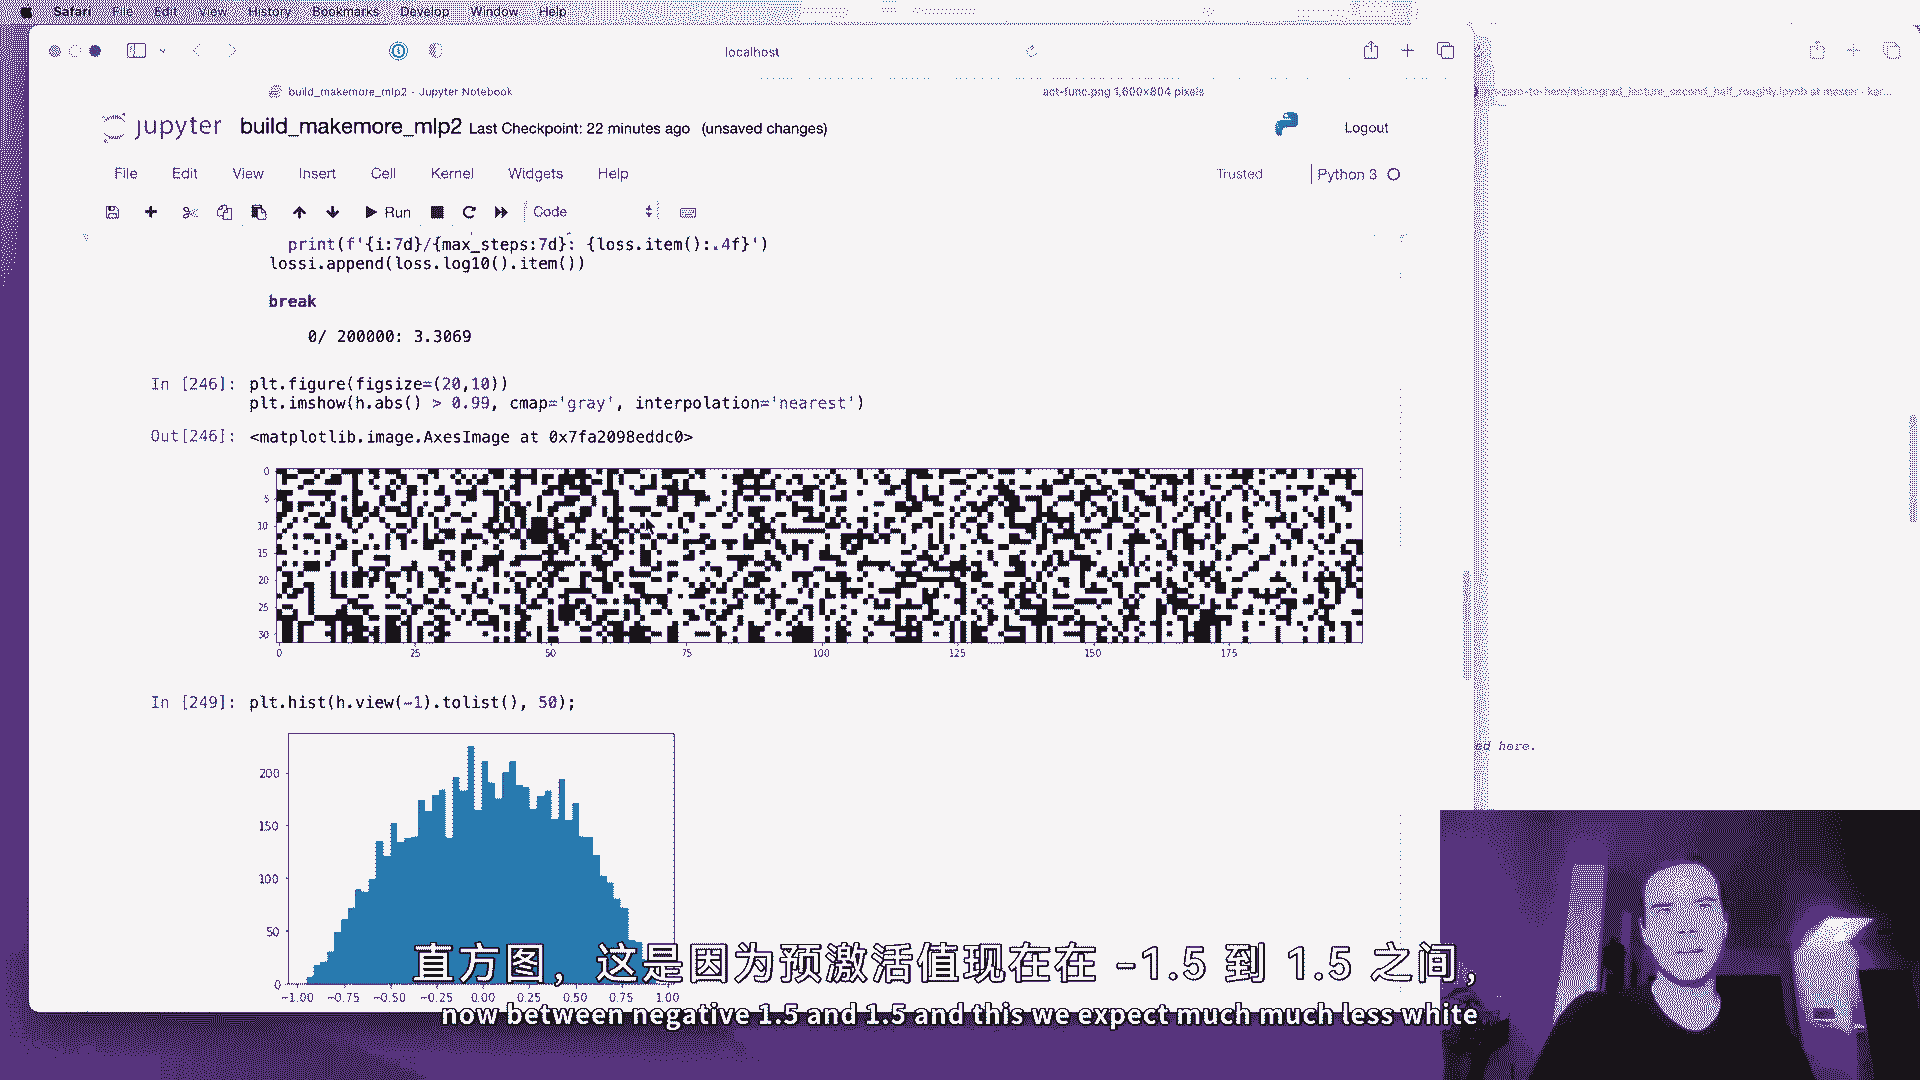 Safari File Edit View History Bookmarks Develop Window Help
localhost
build_makemore_mlp2 - Jupyter Notebook
act-func.png 1,600×804 pixels
jupyter build_makemore_mlp2 Last Checkpoint: 22 minutes ago (unsaved changes)
Logout
File Edit View Insert Cell Kernel Widgets Help
Trusted
Python 3
Run
Code
print(f'{i:7d}/{max_steps:7d}: {loss.item():.4f}')
lossi.append(loss.log10().item())
break
0/ 200000: 3.3069
In [246]: plt.figure(figsize=(20,10))
plt.imshow(h.abs() > 0.99, cmap='gray', interpolation='nearest')
Out[246]: <matplotlib.image.AxesImage at 0x7fa2098eddc0>
0
5
10
15
20
25
30
0 25 50 75 100 125 150 175
In [249]: plt.hist(h.view(-1).tolist(), 50);
200
150
100
50
0
-1.00 -0.75 -0.50 -0.25 0.00 0.25 0.50 0.75 1.00
ed here.
直方图，这是因为预激活值现在在 -1.5 到 1.5 之间，
now between negative 1.5 and 1.5 and this we expect much much less white